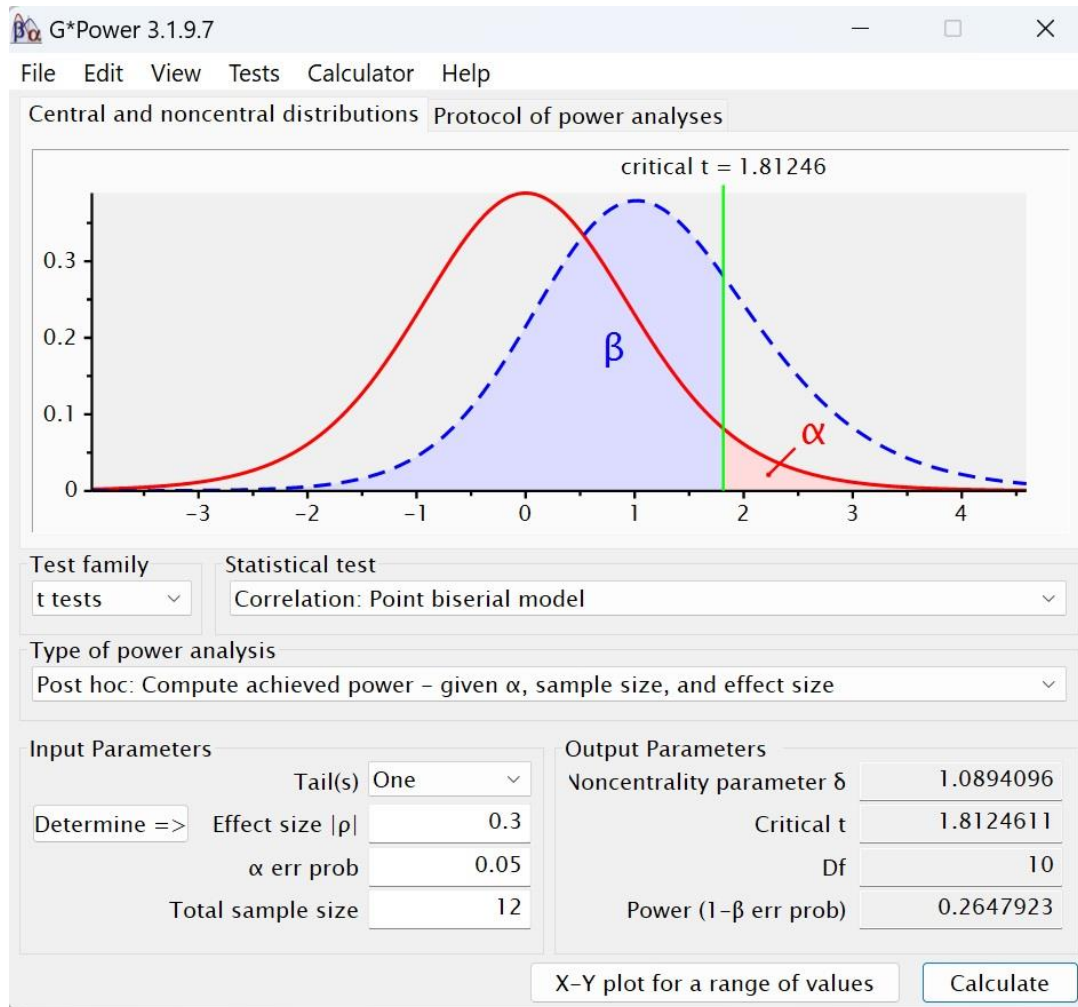 βα G*Power 3.1.9.7
File Edit View Tests Calculator Help
Central and noncentral distributions Protocol of power analyses
critical t = 1.81246
0.3
0.2
0.1
0
β
α
-3 -2 -1 0 1 2 3 4
Test family Statistical test
t tests Correlation: Point biserial model
Type of power analysis
Post hoc: Compute achieved power – given α, sample size, and effect size
Input Parameters
Tail(s) One
Determine => Effect size |ρ| 0.3
α err prob 0.05
Total sample size 12
Output Parameters
Noncentrality parameter δ 1.0894096
Critical t 1.8124611
Df 10
Power (1-β err prob) 0.2647923
X-Y plot for a range of values Calculate